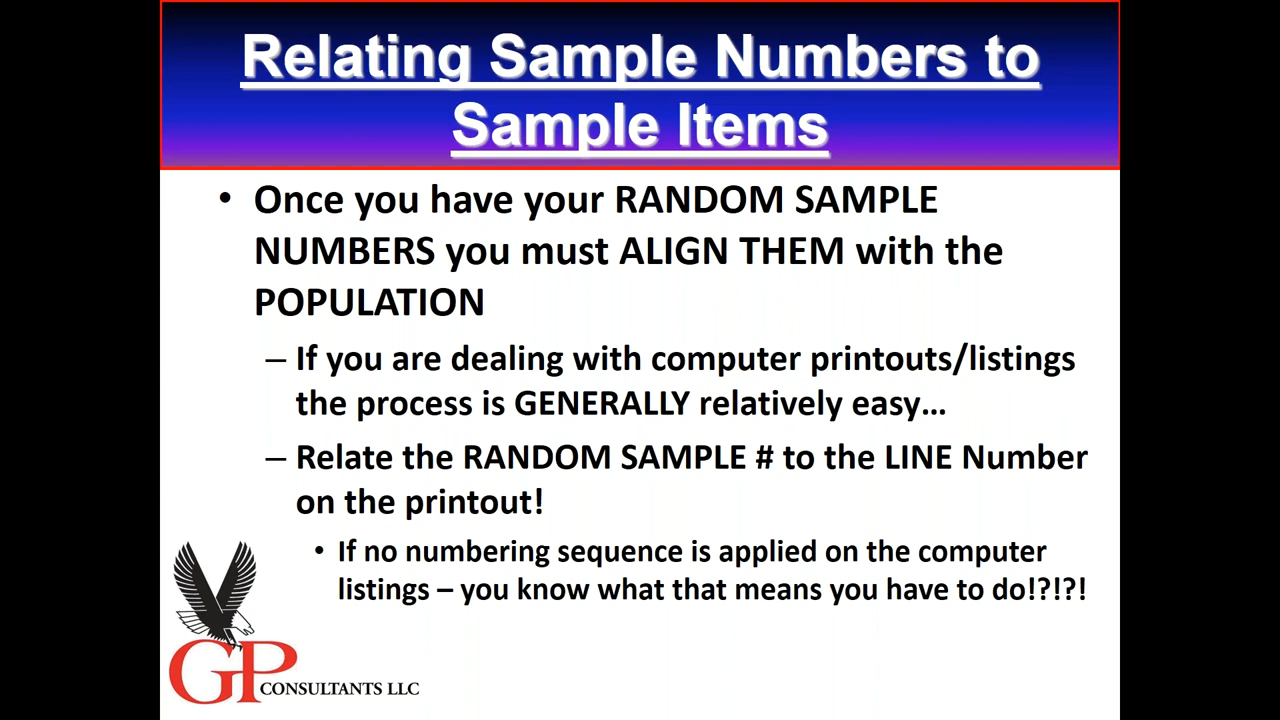 Relating Sample Numbers to
Sample Items
• Once you have your RANDOM SAMPLE
NUMBERS you must ALIGN THEM with the
POPULATION
– If you are dealing with computer printouts/listings
the process is GENERALLY relatively easy…
– Relate the RANDOM SAMPLE # to the LINE Number
on the printout!
• If no numbering sequence is applied on the computer
listings – you know what that means you have to do!?!?!
GP CONSULTANTS LLC